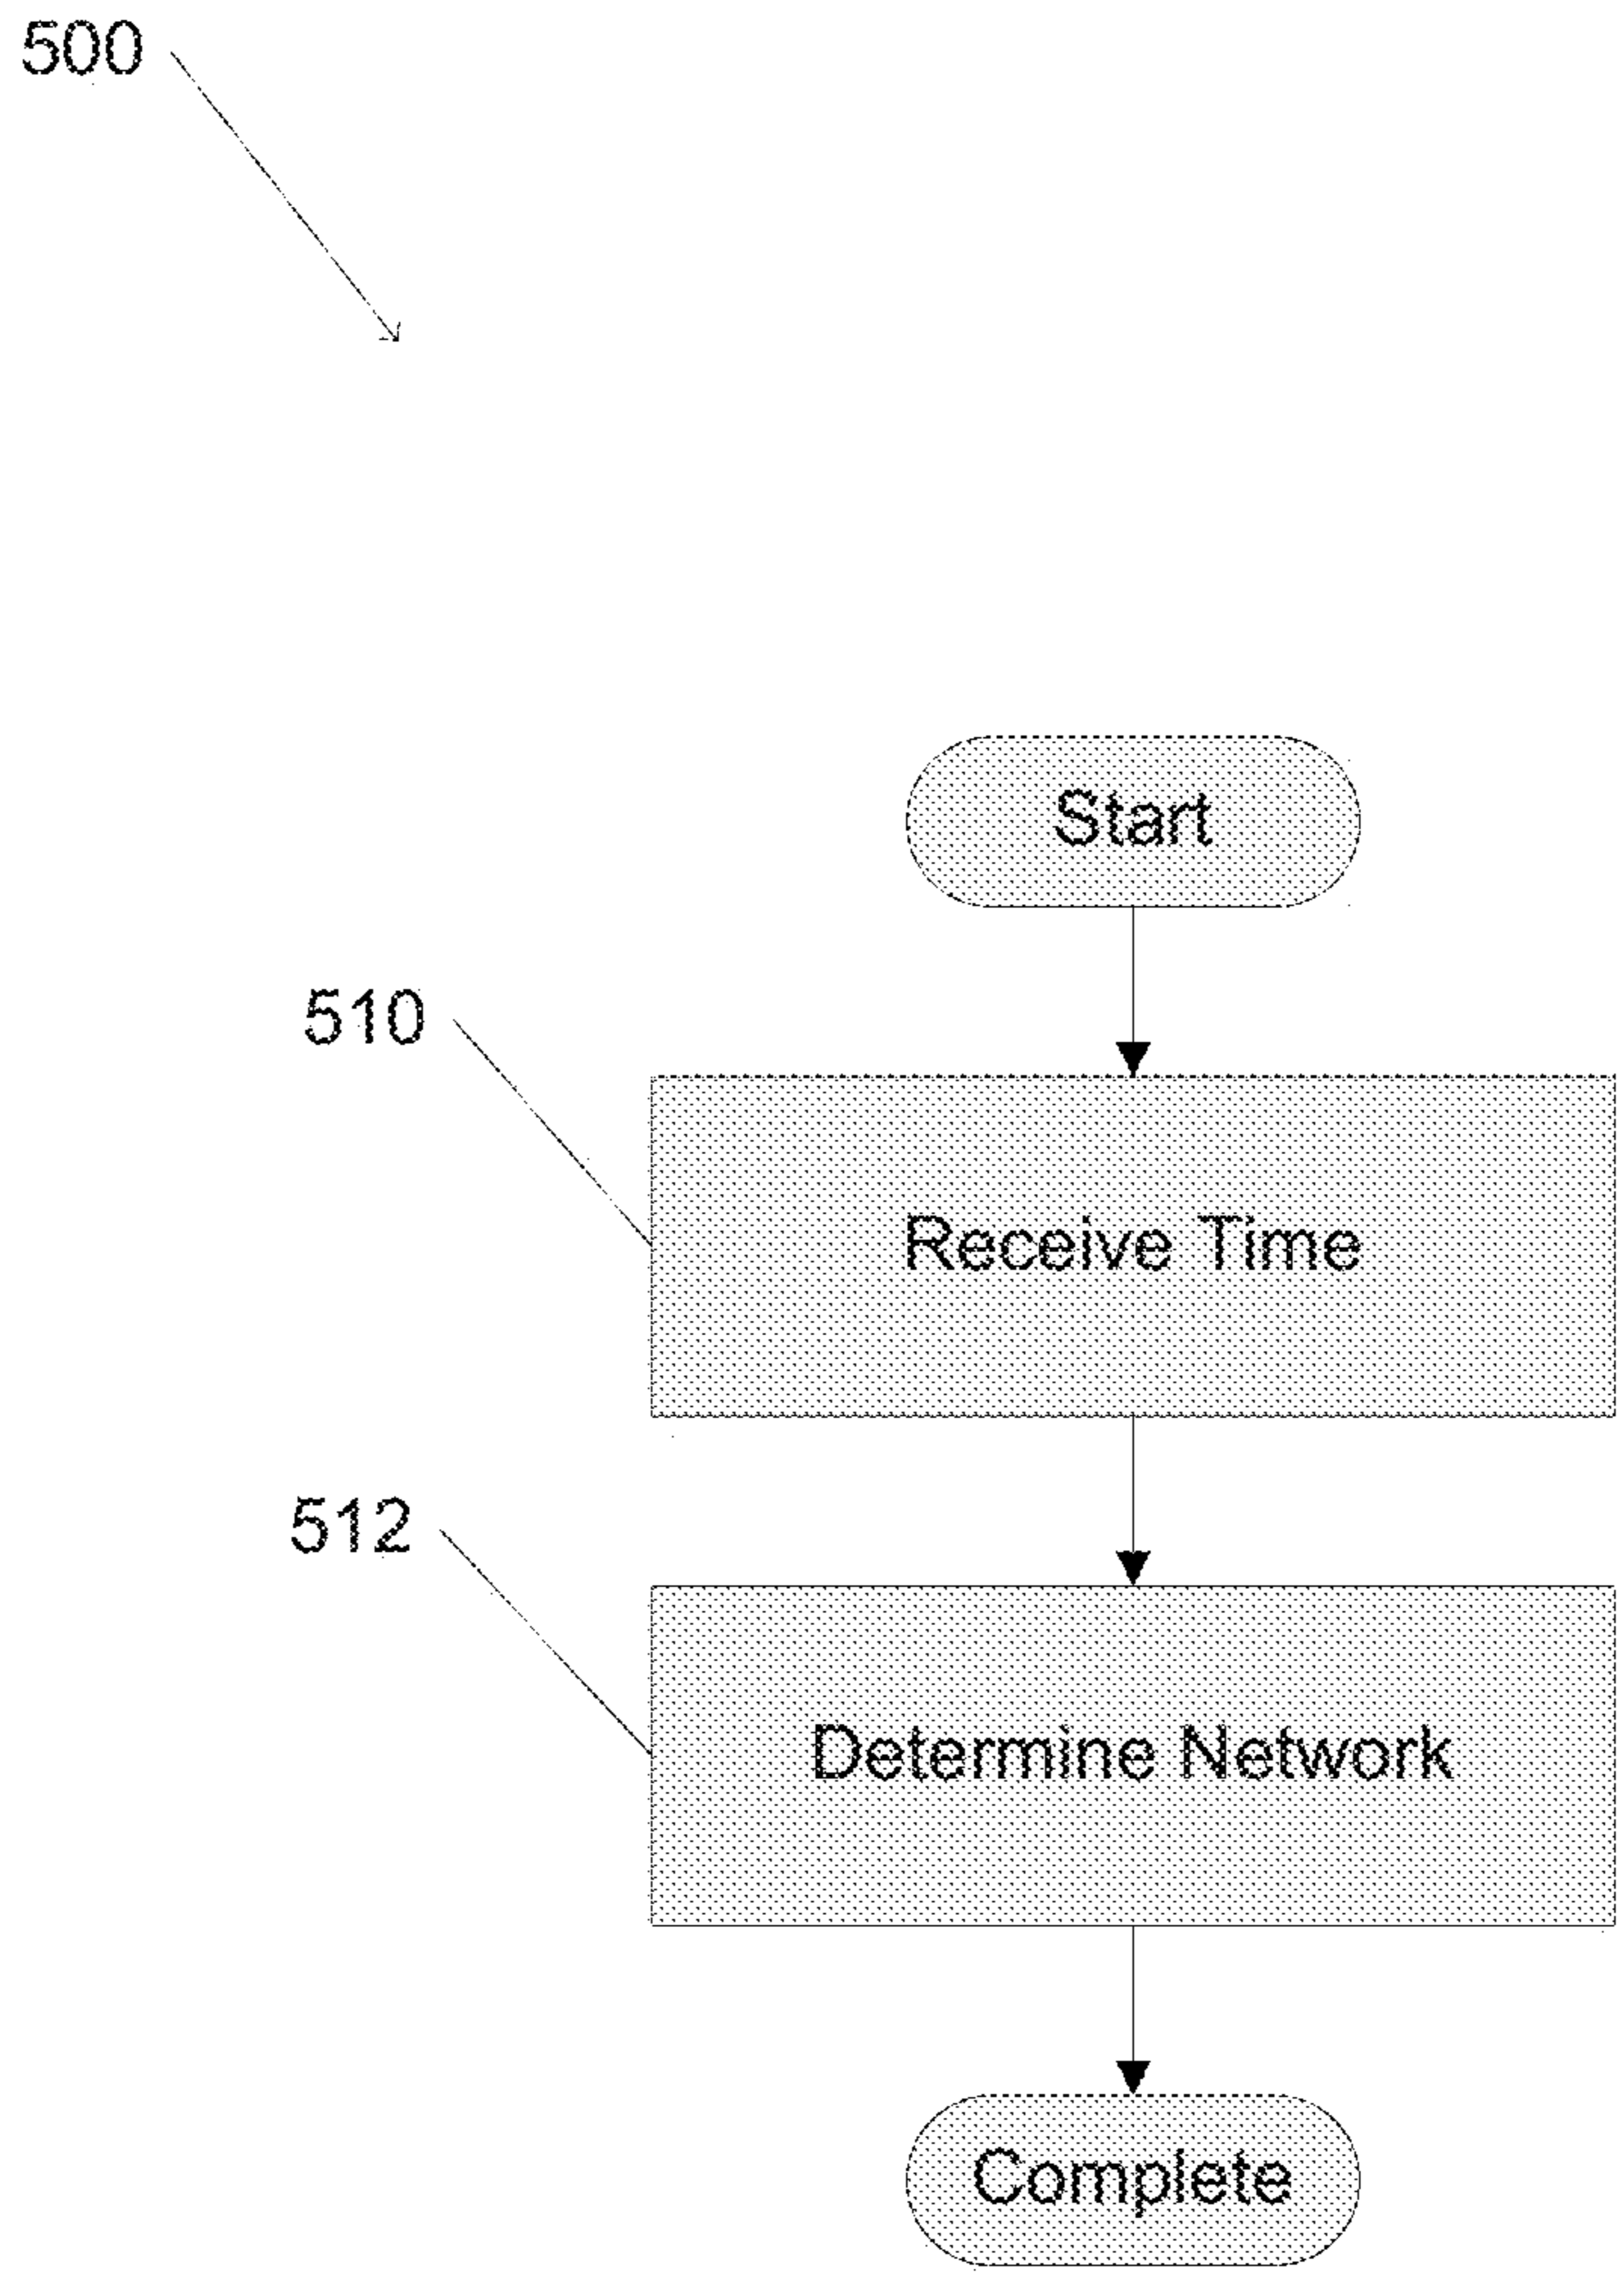 500
Start
510
Receive Time
512
Determine Network
Complete